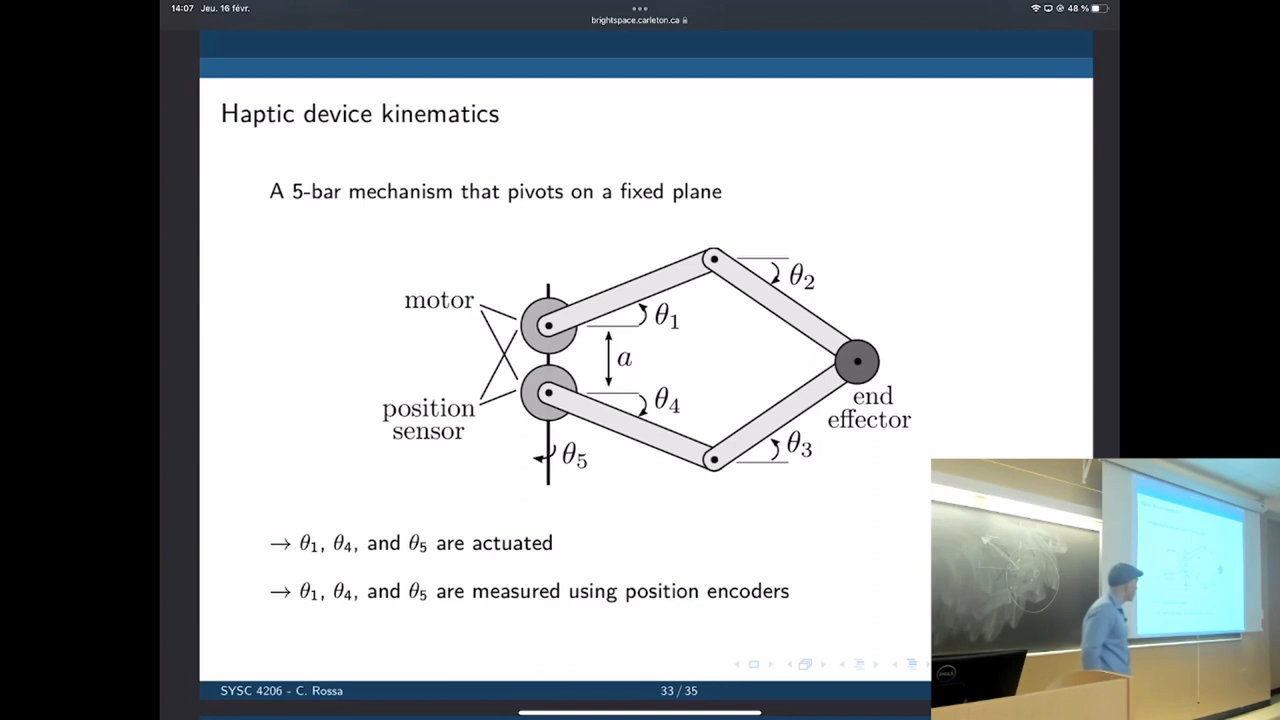 14:07 Jeu. 16 févr.
48 %
brightspace.carleton.ca
Haptic device kinematics
A 5-bar mechanism that pivots on a fixed plane
motor
position
sensor
θ₁
θ₂
a
θ₄
θ₃
θ₅
end
effector
→ θ₁, θ₄, and θ₅ are actuated
→ θ₁, θ₄, and θ₅ are measured using position encoders
SYSC 4206 - C. Rossa
33 / 35
DELL